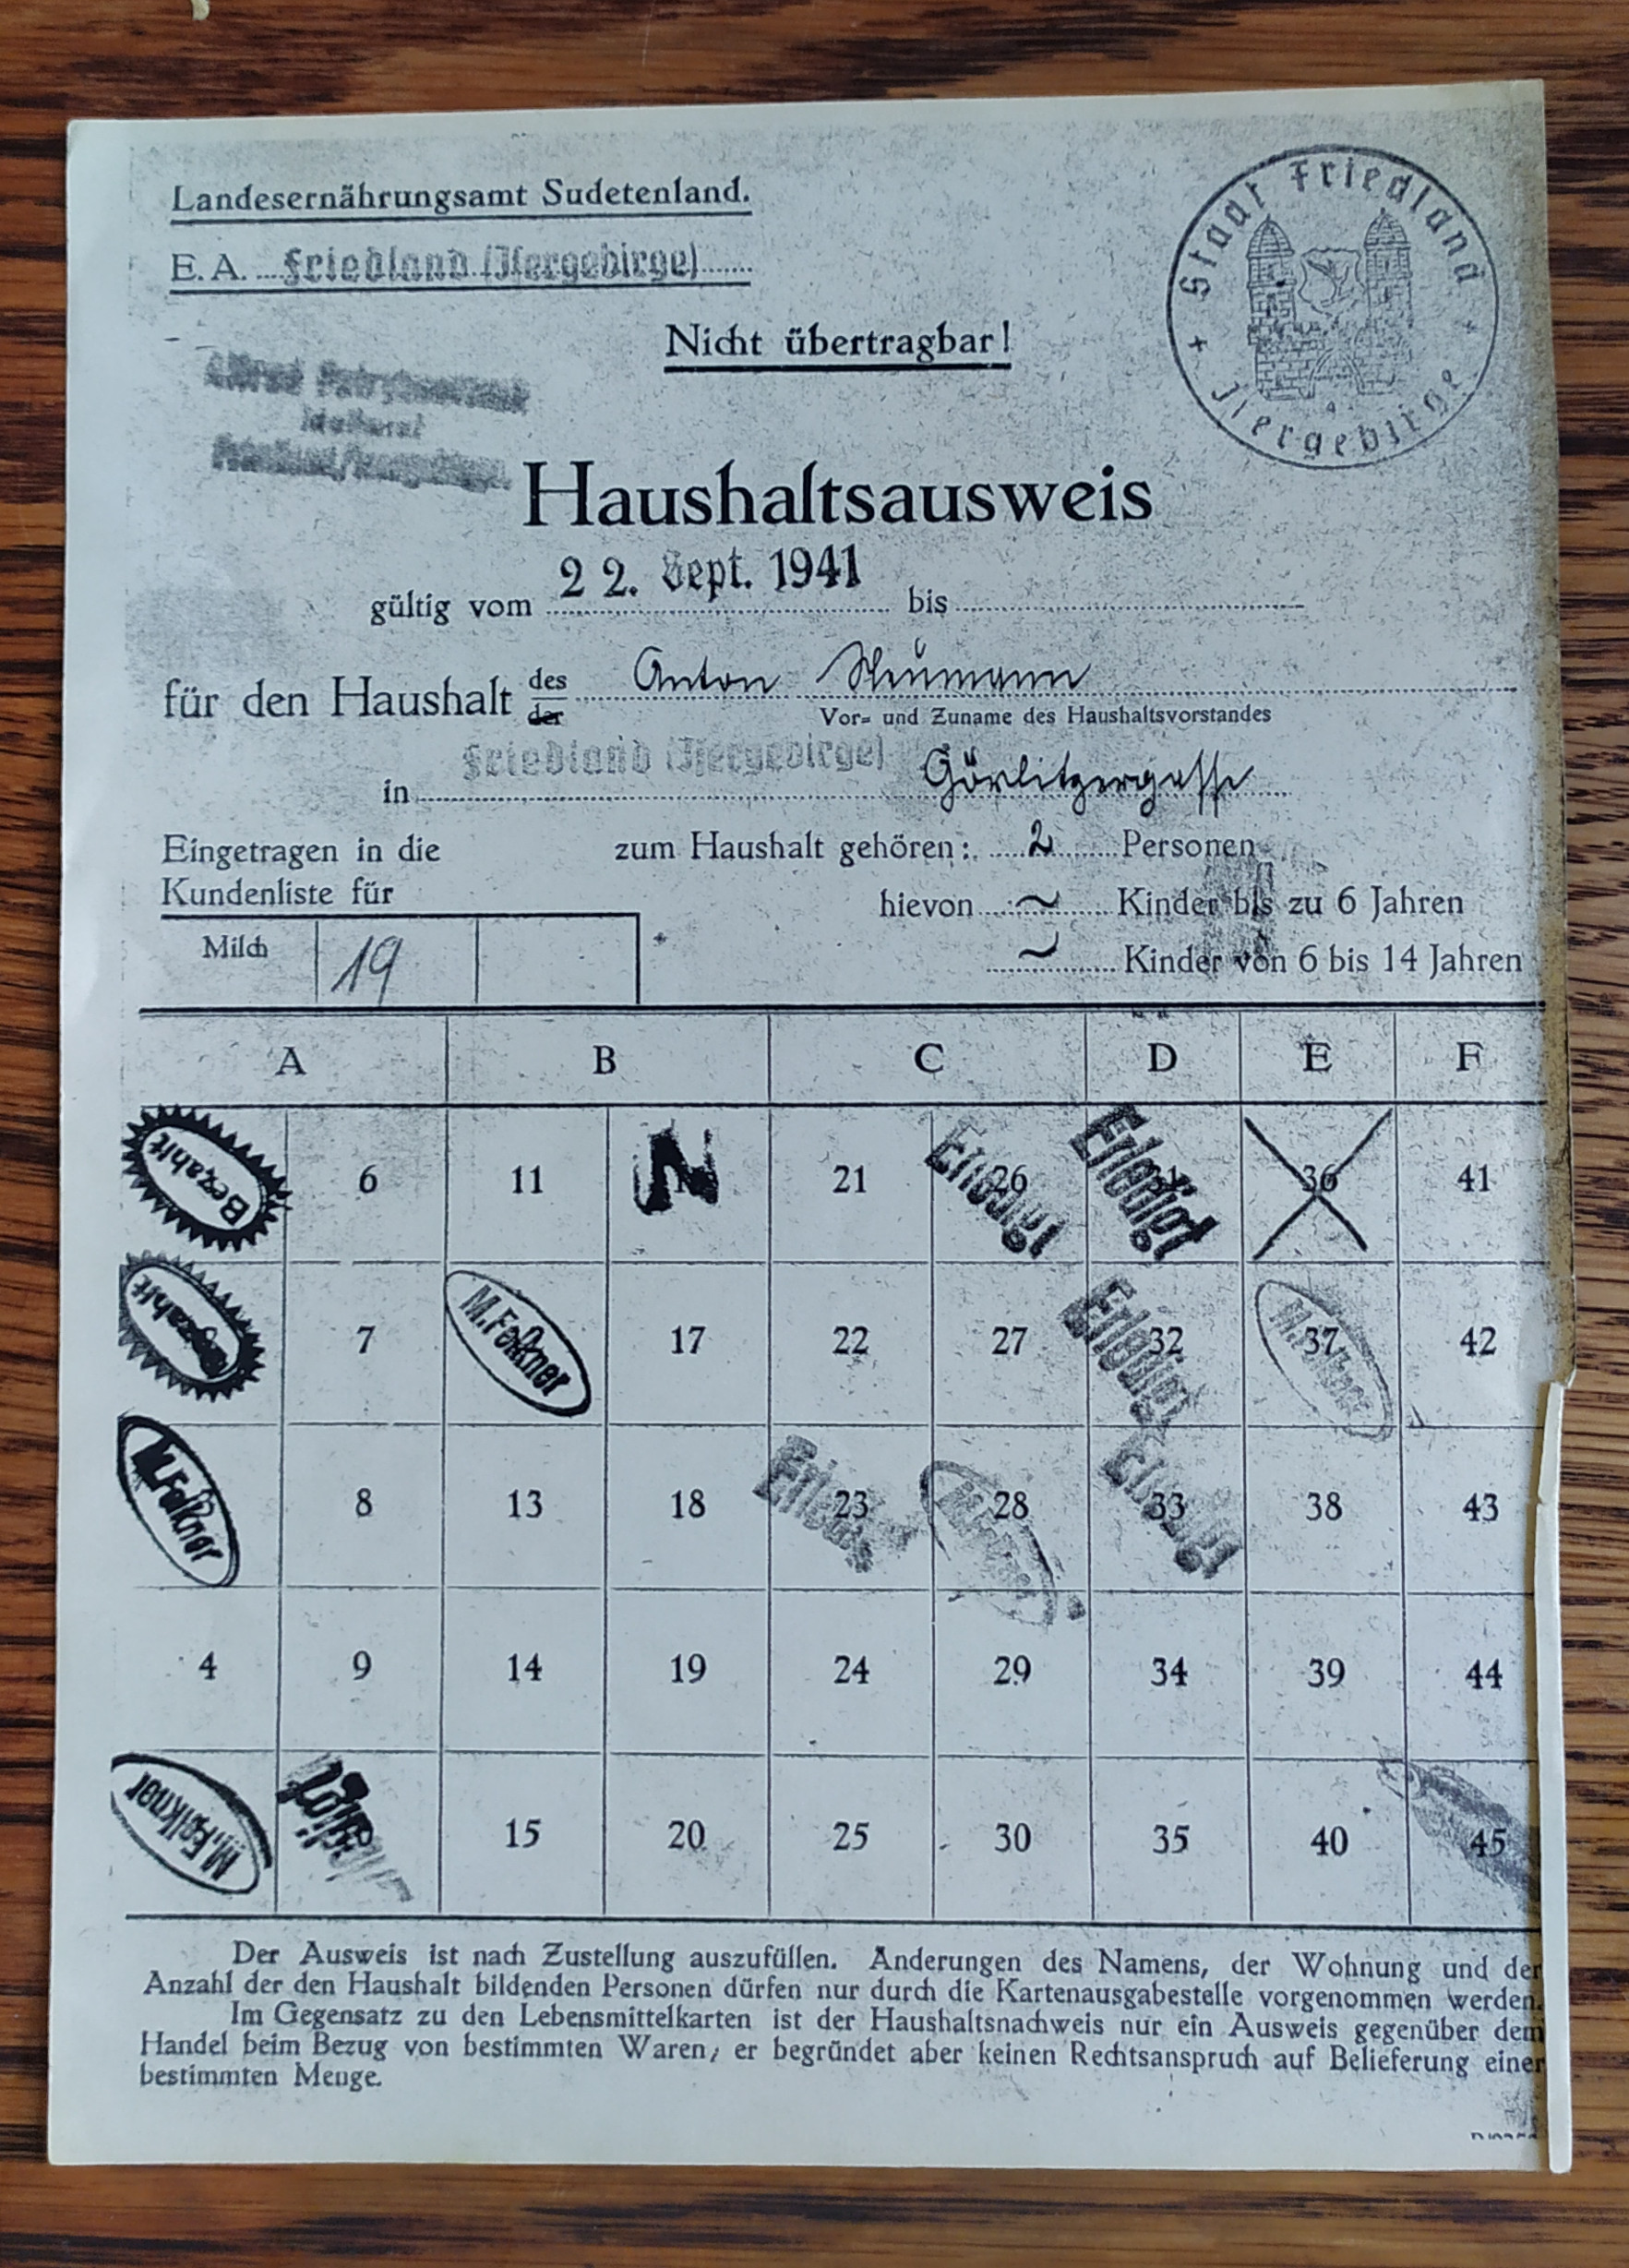 Landesernährungsamt Sudetenland.
E. A. Friedland (Isergebirge)
Stadt Friedland
Isergebirge
Nicht übertragbar!
Haushaltsausweis
gültig vom 22. Sept. 1941 bis
für den Haushalt des der Anton Neumann
Vor- und Zuname des Haushaltsvorstandes
in Friedland (Isergebirge) Görlitzergasse
Eingetragen in die
Kundenliste für
zum Haushalt gehören: 2 Personen
hievon Kinder bis zu 6 Jahren
Kinder von 6 bis 14 Jahren
Milch 19
A B C D E F
Bezahlt 6 11 N 21 26 Erledigt Erledigt 36 41
Bezahlt 7 M.Falkner 17 22 27 32 Erledigt 37 M.Falkner 42
M.Falkner 8 13 18 23 Erledigt 28 33 Erledigt 38 43
4 9 14 19 24 29 34 39 44
M.Falkner Erledigt 15 20 25 30 35 40 45
Der Ausweis ist nach Zustellung auszufüllen. Anderungen des Namens, der Wohnung und der
Anzahl der den Haushalt bildenden Personen dürfen nur durch die Kartenausgabestelle vorgenommen werden.
Im Gegensatz zu den Lebensmittelkarten ist der Haushaltsnachweis nur ein Ausweis gegenüber dem
Handel beim Bezug von bestimmten Waren; er begründet aber keinen Rechtsanspruch auf Belieferung einer
bestimmten Menge.